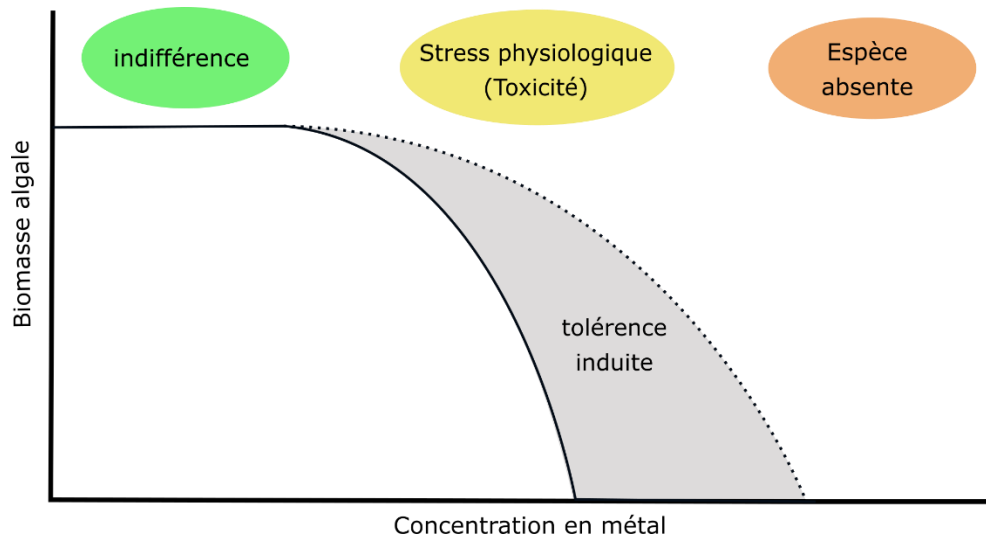 indifférence
Stress physiologique
(Toxicité)
Espèce
absente
Biomasse algale
tolérence
induite
Concentration en métal